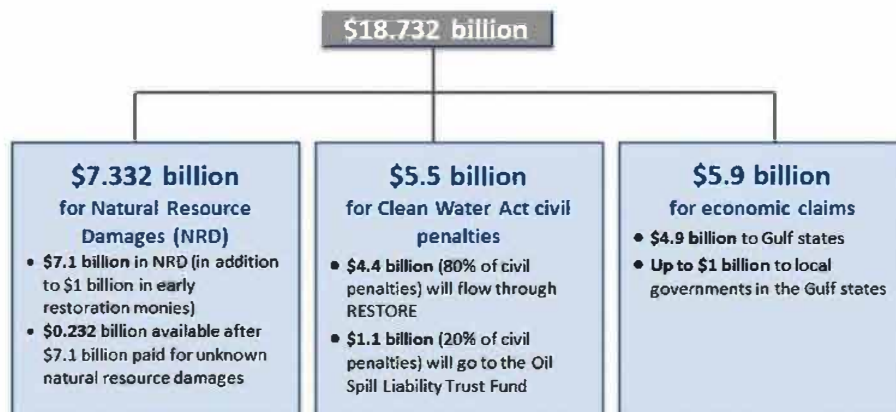 $18.732 billion
$7.332 billion
for Natural Resource
Damages (NRD)
• $7.1 billion in NRD (in addition
to $1 billion in early
restoration monies)
• $0.232 billion available after
$7.1 billion paid for unknown
natural resource damages
$5.5 billion
for Clean Water Act civil
penalties
• $4.4 billion (80% of civil
penalties) will flow through
RESTORE
• $1.1 billion (20% of civil
penalties) will go to the Oil
Spill Liability Trust Fund
$5.9 billion
for economic claims
• $4.9 billion to Gulf states
• Up to $1 billion to local
governments in the Gulf states